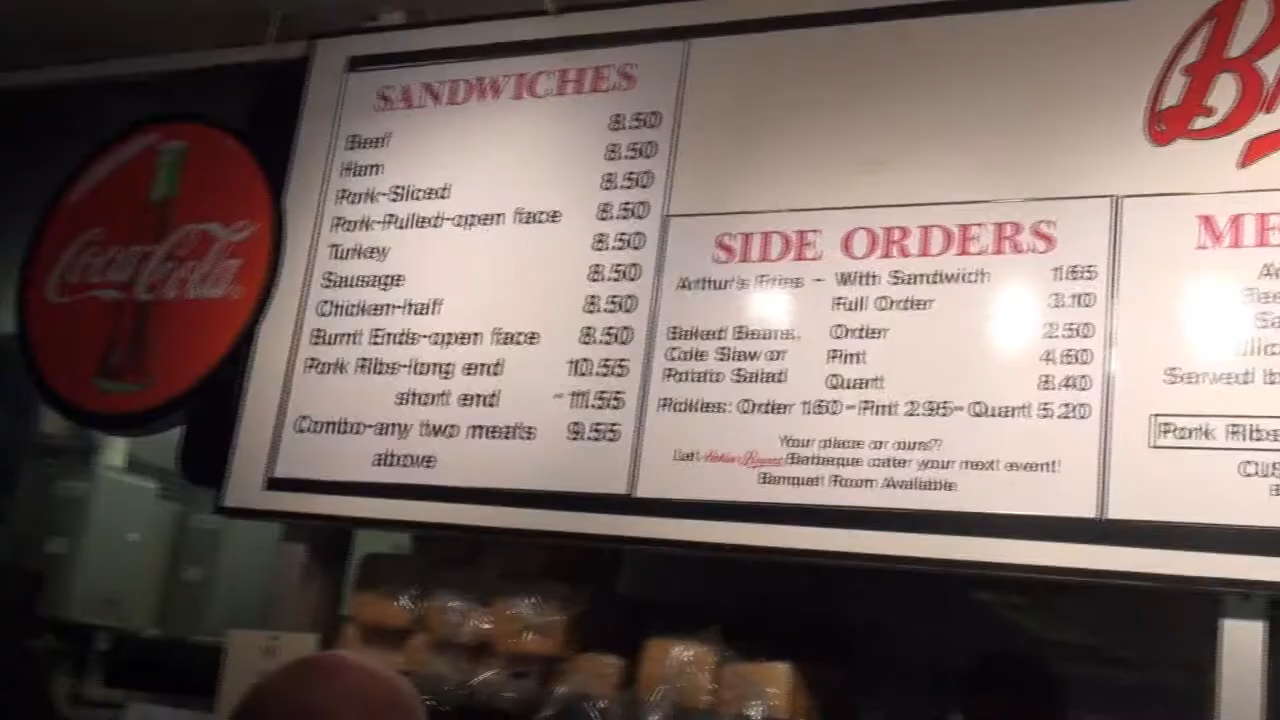 Coca-Cola
SANDWICHES
Beef 8.50
Ham 8.50
Pork-Sliced 8.50
Pork-Pulled-open face 8.50
Turkey 8.50
Sausage 8.50
Chicken-half 8.50
Burnt Ends-open face 8.50
Pork Ribs-long end 10.55
short end - 11.55
Combo-any two meats 9.55
above
SIDE ORDERS
Arthur's Fries - With Sandwich 1.65
Full Order 3.10
Baked Beans, Order 2.50
Cole Slaw or Pint 4.60
Potato Salad Quart 8.40
Pickles: Order 1.60-Pint 2.95-Quart 5.20
Your place or ours?
Let Arthur Bryant Barbeque cater your next event!
Banquet Room Available
ME
Served
Pork Ribs